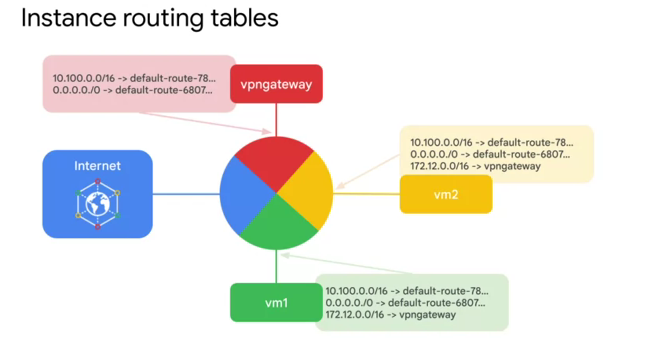 Instance routing tables
10.100.0.0/16 -> default-route-78...
0.0.0.0./0 -> default-route-6807...
vpngateway
10.100.0.0/16 -> default-route-78...
0.0.0.0./0 -> default-route-6807...
172.12.0.0/16 -> vpngateway
Internet
vm2
vm1
10.100.0.0/16 -> default-route-78...
0.0.0.0./0 -> default-route-6807...
172.12.0.0/16 -> vpngateway